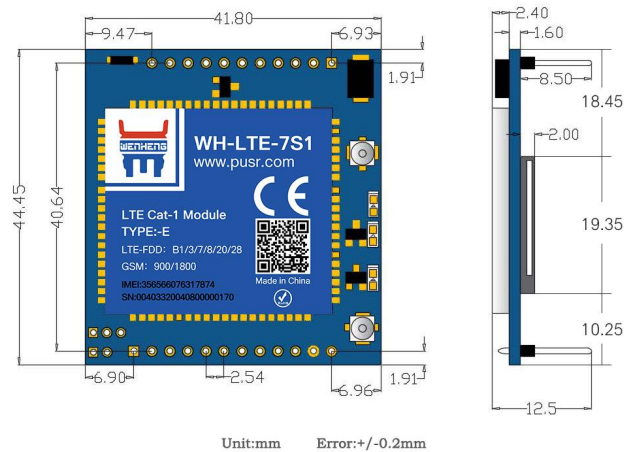 41.80
2.40
9.47
6.93
1.60
1.91
8.50
18.45
WENHENG
WH-LTE-7S1
www.pusr.com
2.00
CE
44.45
40.64
LTE Cat-1 Module
TYPE:-E
LTE-FDD: B1/3/7/8/20/28
GSM: 900/1800
19.35
IMEI:356566076317874
Made in China
SN:00403320040800000170
10.25
6.90
2.54
6.96
1.91
12.5
Unit:mm Error:+/-0.2mm